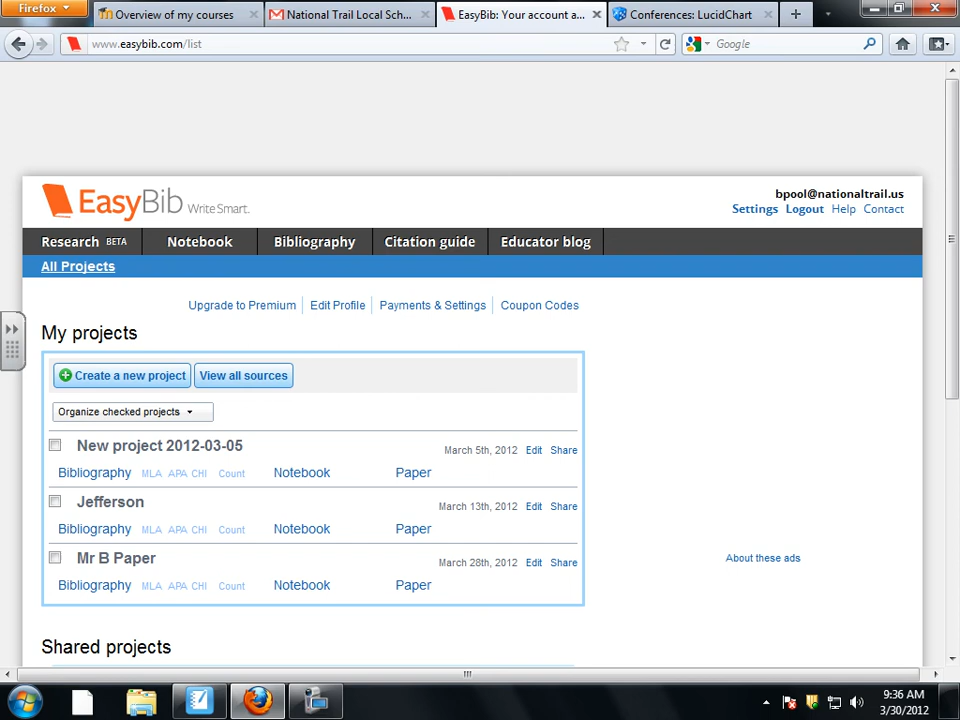 Firefox
Overview of my courses
National Trail Local Sch...
EasyBib: Your account a...
Conferences: LucidChart
www.easybib.com/list
Google
EasyBib Write Smart.
bpool@nationaltrail.us
Settings Logout Help Contact
Research BETA Notebook Bibliography Citation guide Educator blog
All Projects
Upgrade to Premium Edit Profile Payments & Settings Coupon Codes
My projects
Create a new project View all sources
Organize checked projects
New project 2012-03-05 March 5th, 2012 Edit Share
Bibliography MLA APA CHI Count Notebook Paper
Jefferson March 13th, 2012 Edit Share
Bibliography MLA APA CHI Count Notebook Paper
Mr B Paper March 28th, 2012 Edit Share
Bibliography MLA APA CHI Count Notebook Paper
About these ads
Shared projects
9:36 AM
3/30/2012